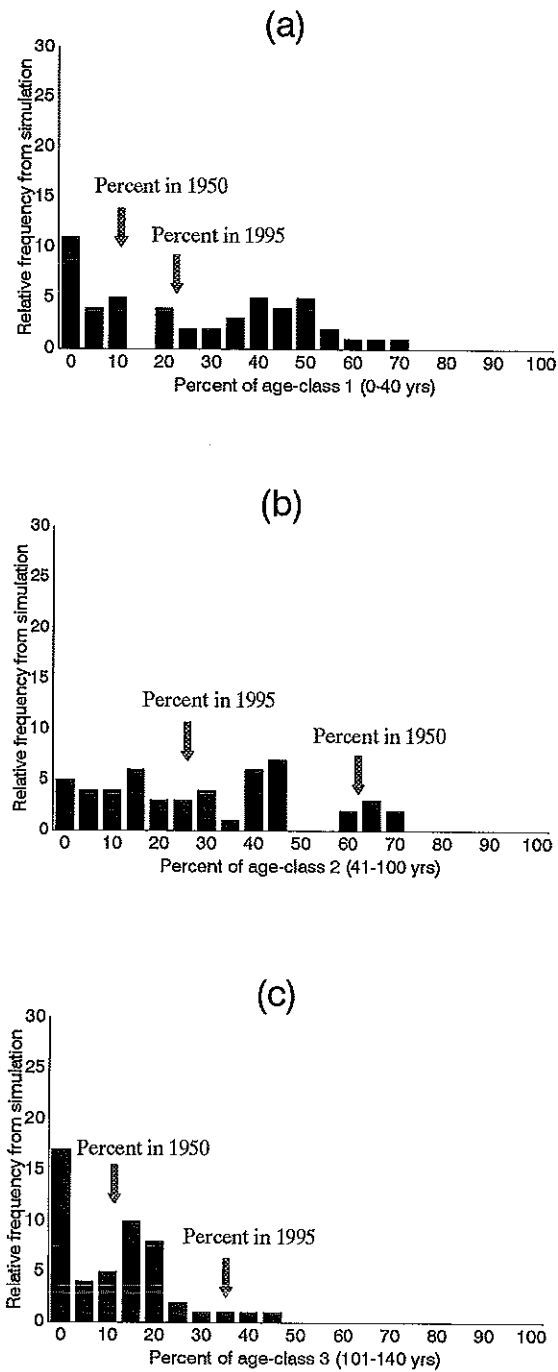 (a)
Relative frequency from simulation
30
25
20
15
10
5
0
Percent in 1950
Percent in 1995
0 10 20 30 40 50 60 70 80 90 100
Percent of age-class 1 (0-40 yrs)
(b)
Relative frequency from simulation
30
25
20
15
10
5
0
Percent in 1995
Percent in 1950
0 10 20 30 40 50 60 70 80 90 100
Percent of age-class 2 (41-100 yrs)
(c)
Relative frequency from simulation
30
25
20
15
10
5
0
Percent in 1950
Percent in 1995
0 10 20 30 40 50 60 70 80 90 100
Percent of age-class 3 (101-140 yrs)